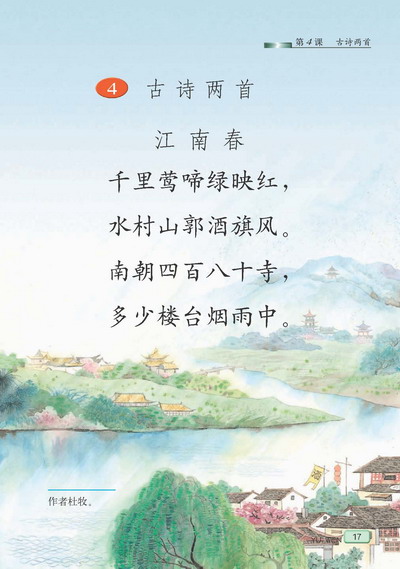 第4课 古诗两首
4 古诗两首
江南春
千里莺啼绿映红，
水村山郭酒旗风。
南朝四百八十寺，
多少楼台烟雨中。
作者杜牧。
YU WEN 17